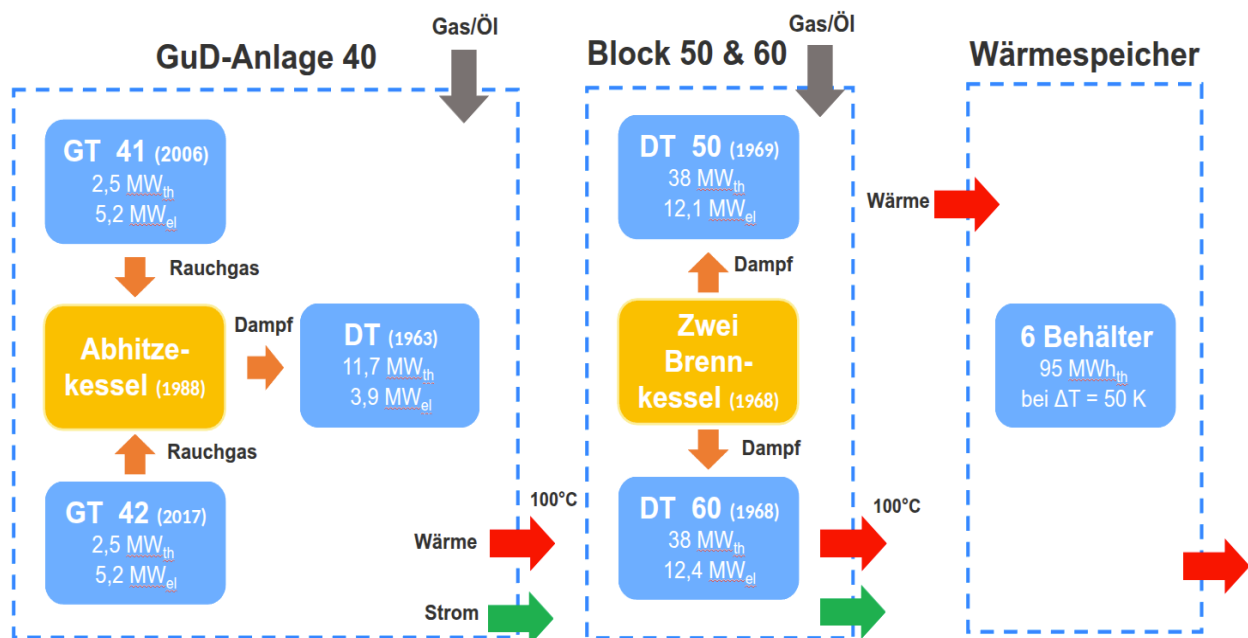 Gas/Öl
GuD-Anlage 40
GT 41 (2006)
2,5 MWth
5,2 MWel
Rauchgas
Abhitze-
kessel (1988)
Dampf
DT (1963)
11,7 MWth
3,9 MWel
Rauchgas
GT 42 (2017)
2,5 MWth
5,2 MWel
100°C
Wärme
Strom
Gas/Öl
Block 50 & 60
DT 50 (1969)
38 MWth
12,1 MWel
Dampf
Zwei
Brenn-
kessel (1968)
Dampf
DT 60 (1968)
38 MWth
12,4 MWel
100°C
Wärmespeicher
Wärme
6 Behälter
95 MWhth
bei ΔT = 50 K